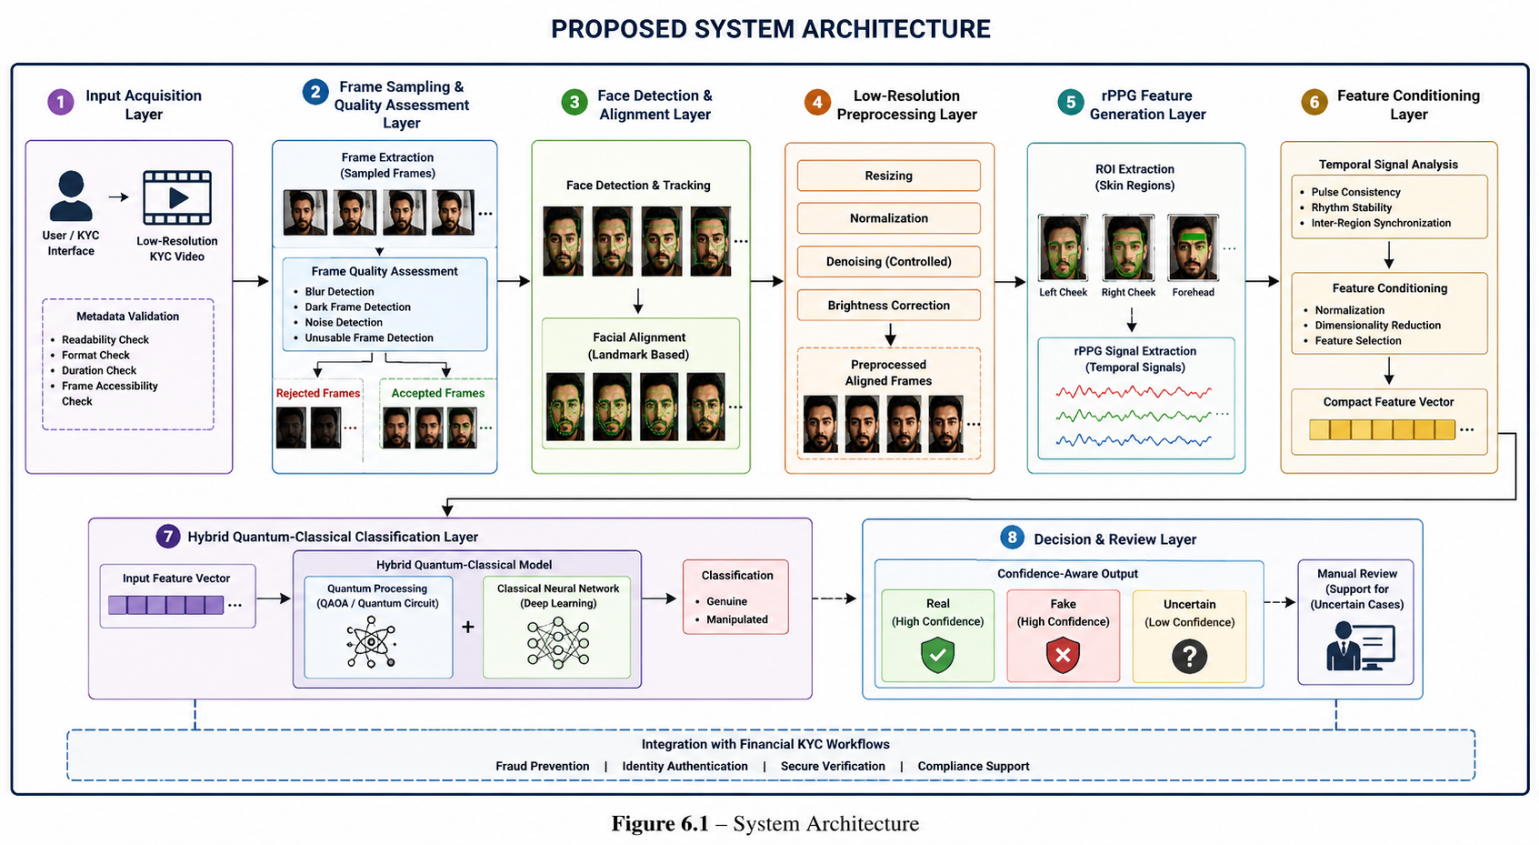 PROPOSED SYSTEM ARCHITECTURE
1
Input Acquisition
Layer
User / KYC
Interface
Low-Resolution
KYC Video
Metadata Validation
• Readability Check
• Format Check
• Duration Check
• Frame Accessibility
Check
2
Frame Sampling &
Quality Assessment
Layer
Frame Extraction
(Sampled Frames)
...
Frame Quality Assessment
• Blur Detection
• Dark Frame Detection
• Noise Detection
• Unusable Frame Detection
Rejected Frames
...
Accepted Frames
...
3
Face Detection &
Alignment Layer
Face Detection & Tracking
...
Facial Alignment
(Landmark Based)
...
4
Low-Resolution
Preprocessing Layer
Resizing
Normalization
Denoising (Controlled)
Brightness Correction
Preprocessed
Aligned Frames
...
5
rPPG Feature
Generation Layer
ROI Extraction
(Skin Regions)
...
Left Cheek
Right Cheek
Forehead
rPPG Signal Extraction
(Temporal Signals)
...
6
Feature Conditioning
Layer
Temporal Signal Analysis
• Pulse Consistency
• Rhythm Stability
• Inter-Region Synchronization
Feature Conditioning
• Normalization
• Dimensionality Reduction
• Feature Selection
Compact Feature Vector
...
7
Hybrid Quantum-Classical Classification Layer
Input Feature Vector
...
Hybrid Quantum-Classical Model
Quantum Processing
(QAOA / Quantum Circuit)
+
Classical Neural Network
(Deep Learning)
Classification
• Genuine
• Manipulated
8
Decision & Review Layer
Confidence-Aware Output
Real
(High Confidence)
Fake
(High Confidence)
Uncertain
(Low Confidence)
?
Manual Review
(Support for
(Uncertain Cases)
Integration with Financial KYC Workflows
Fraud Prevention | Identity Authentication | Secure Verification | Compliance Support
Figure 6.1 – System Architecture